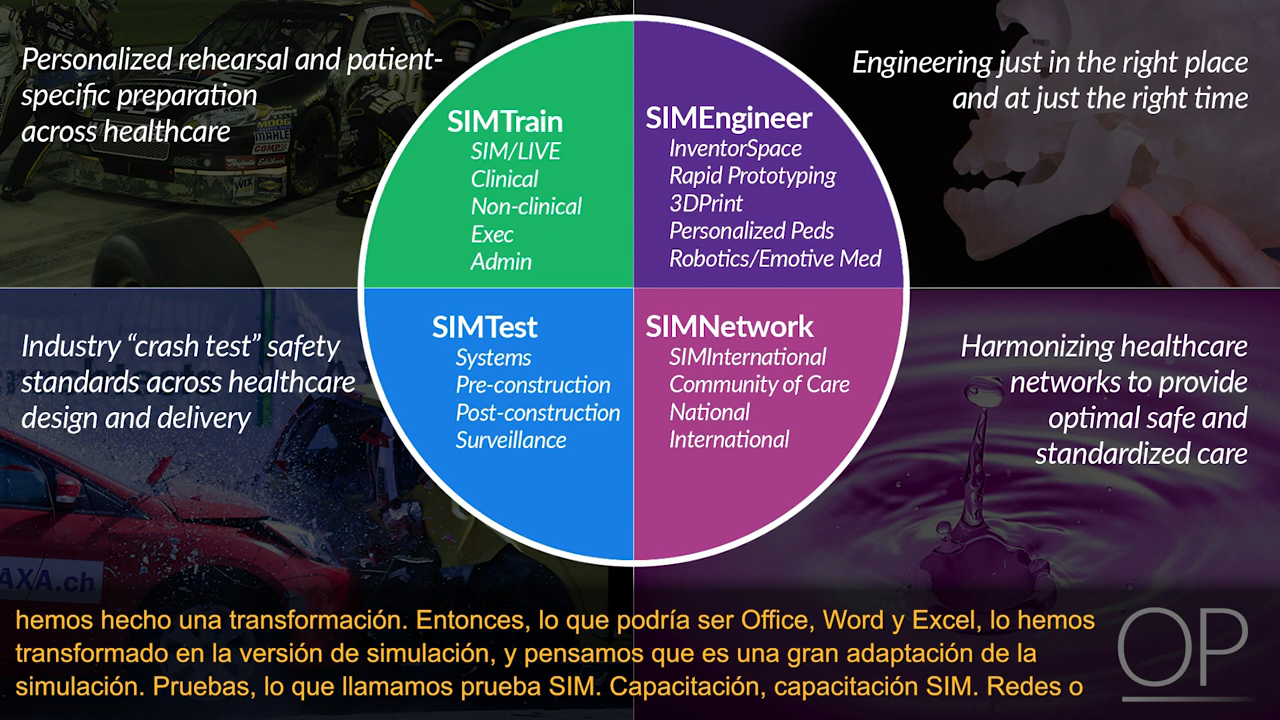 Personalized rehearsal and patient-
specific preparation
across healthcare
SIMTrain
SIM/LIVE
Clinical
Non-clinical
Exec
Admin
SIMEngineer
InventorSpace
Rapid Prototyping
3DPrint
Personalized Peds
Robotics/Emotive Med
Engineering just in the right place
and at just the right time
Industry “crash test” safety
standards across healthcare
design and delivery
SIMTest
Systems
Pre-construction
Post-construction
Surveillance
SIMNetwork
SIMInternational
Community of Care
National
International
Harmonizing healthcare
networks to provide
optimal safe and
standardized care
AXA.ch
hemos hecho una transformación. Entonces, lo que podría ser Office, Word y Excel, lo hemos
transformado en la versión de simulación, y pensamos que es una gran adaptación de la
simulación. Pruebas, lo que llamamos prueba SIM. Capacitación, capacitación SIM. Redes o
OP